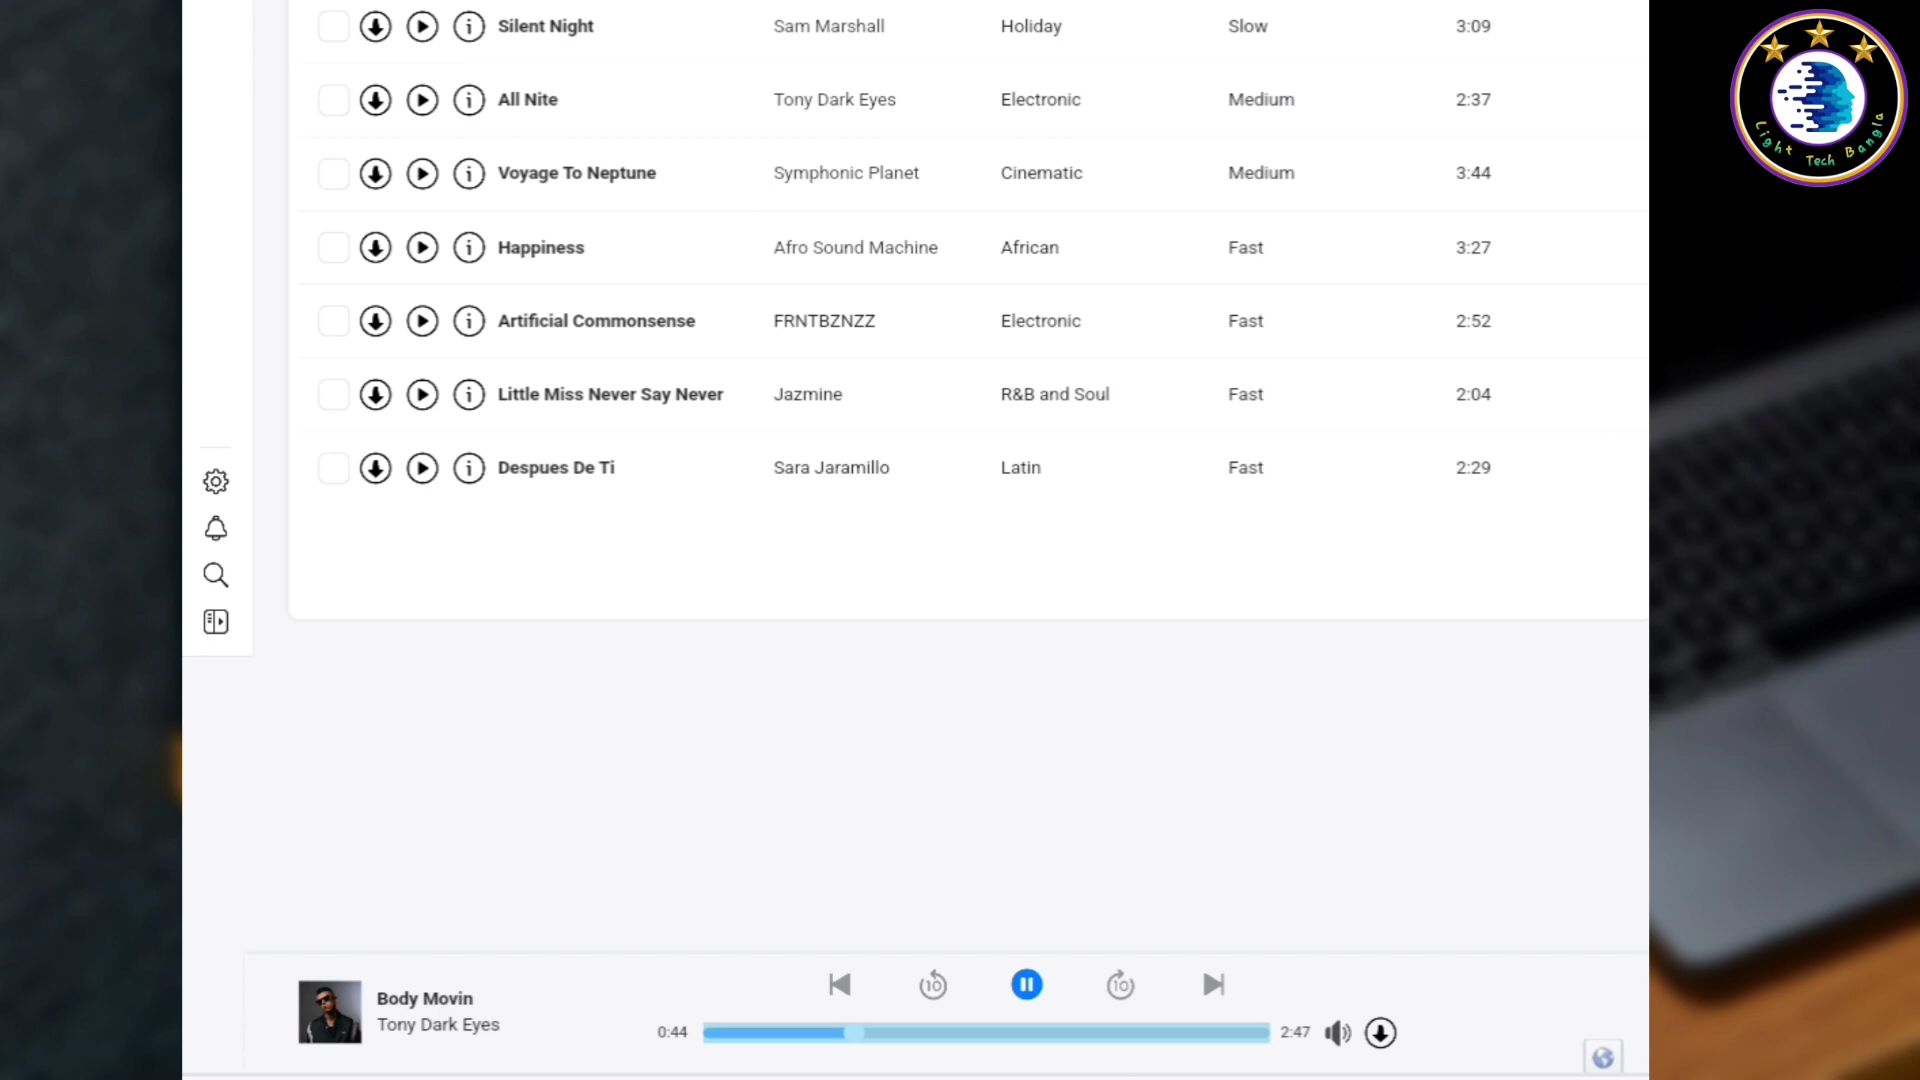 Silent Night Sam Marshall Holiday Slow 3:09
All Nite Tony Dark Eyes Electronic Medium 2:37
Voyage To Neptune Symphonic Planet Cinematic Medium 3:44
Happiness Afro Sound Machine African Fast 3:27
Artificial Commonsense FRNTBZNZZ Electronic Fast 2:52
Little Miss Never Say Never Jazmine R&B and Soul Fast 2:04
Despues De Ti Sara Jaramillo Latin Fast 2:29
Light Tech Bangla
10 10
Body Movin
Tony Dark Eyes
0:44 2:47